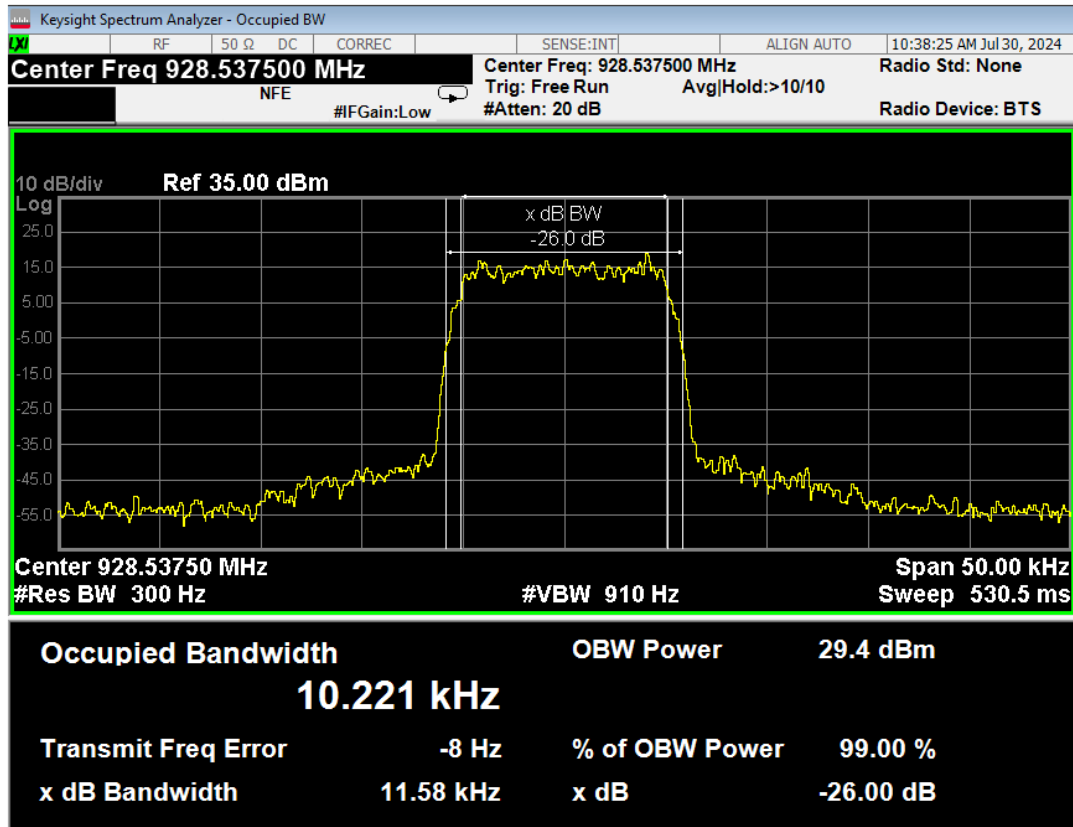 Keysight Spectrum Analyzer - Occupied BW
LXI RF 50 Ω DC CORREC SENSE:INT ALIGN AUTO 10:38:25 AM Jul 30, 2024
Center Freq 928.537500 MHz Center Freq: 928.537500 MHz Radio Std: None
NFE Trig: Free Run Avg|Hold:>10/10
#IFGain:Low #Atten: 20 dB Radio Device: BTS
10 dB/div Ref 35.00 dBm
Log
x dB BW
25.0
-26.0 dB
15.0
5.00
-5.00
-15.0
-25.0
-35.0
-45.0
-55.0
Center 928.53750 MHz Span 50.00 kHz
#Res BW 300 Hz #VBW 910 Hz Sweep 530.5 ms
Occupied Bandwidth OBW Power 29.4 dBm
10.221 kHz
Transmit Freq Error -8 Hz % of OBW Power 99.00 %
x dB Bandwidth 11.58 kHz x dB -26.00 dB